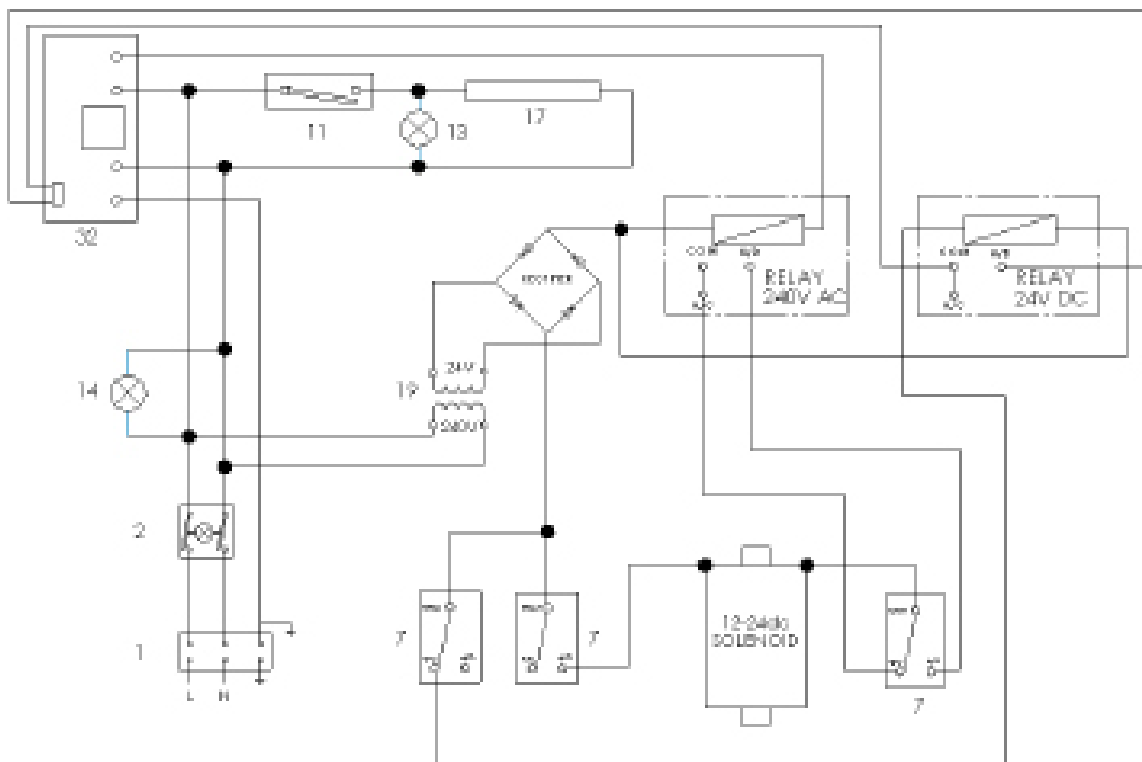 11
13
17
32
RECTIFIER
COM
N/O
RELAY
240V AC
N/C
COM
N/O
RELAY
24V DC
N/C
14
19
24V
240V
2
1
L
N
7
7
12-24dc
SOLENOID
7